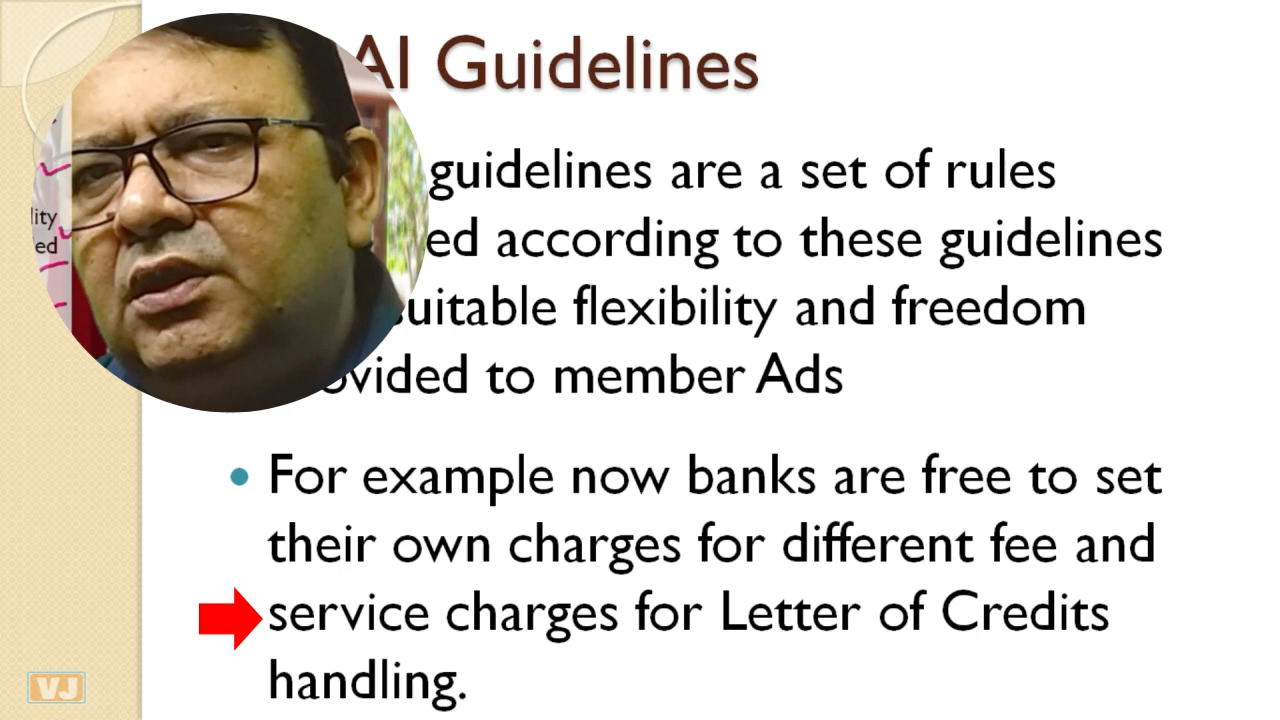 AI Guidelines
guidelines are a set of rules
ed according to these guidelines
suitable flexibility and freedom
ovided to member Ads
lity
ed
For example now banks are free to set
their own charges for different fee and
service charges for Letter of Credits
handling.
VJ